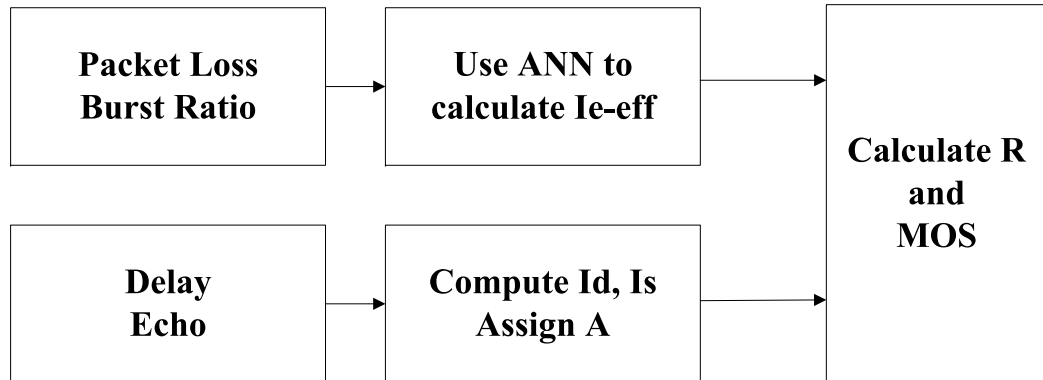 Packet Loss
Burst Ratio
Use ANN to
calculate Ie-eff
Calculate R
and
MOS
Delay
Echo
Compute Id, Is
Assign A